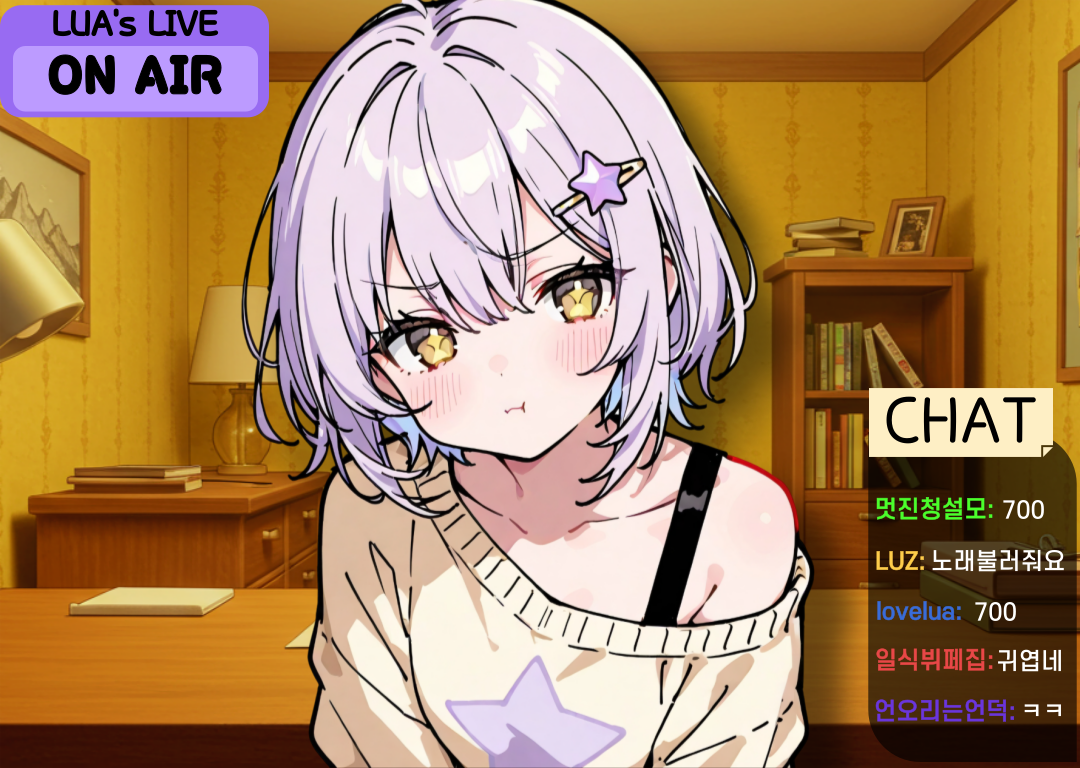 LUA's LIVE
ON AIR
CHAT
멋진청설모: 700
LUZ: 노래불러줘요
lovelua: 700
일식뷔페집: 귀엽네
언오리는언덕: ㅋㅋ